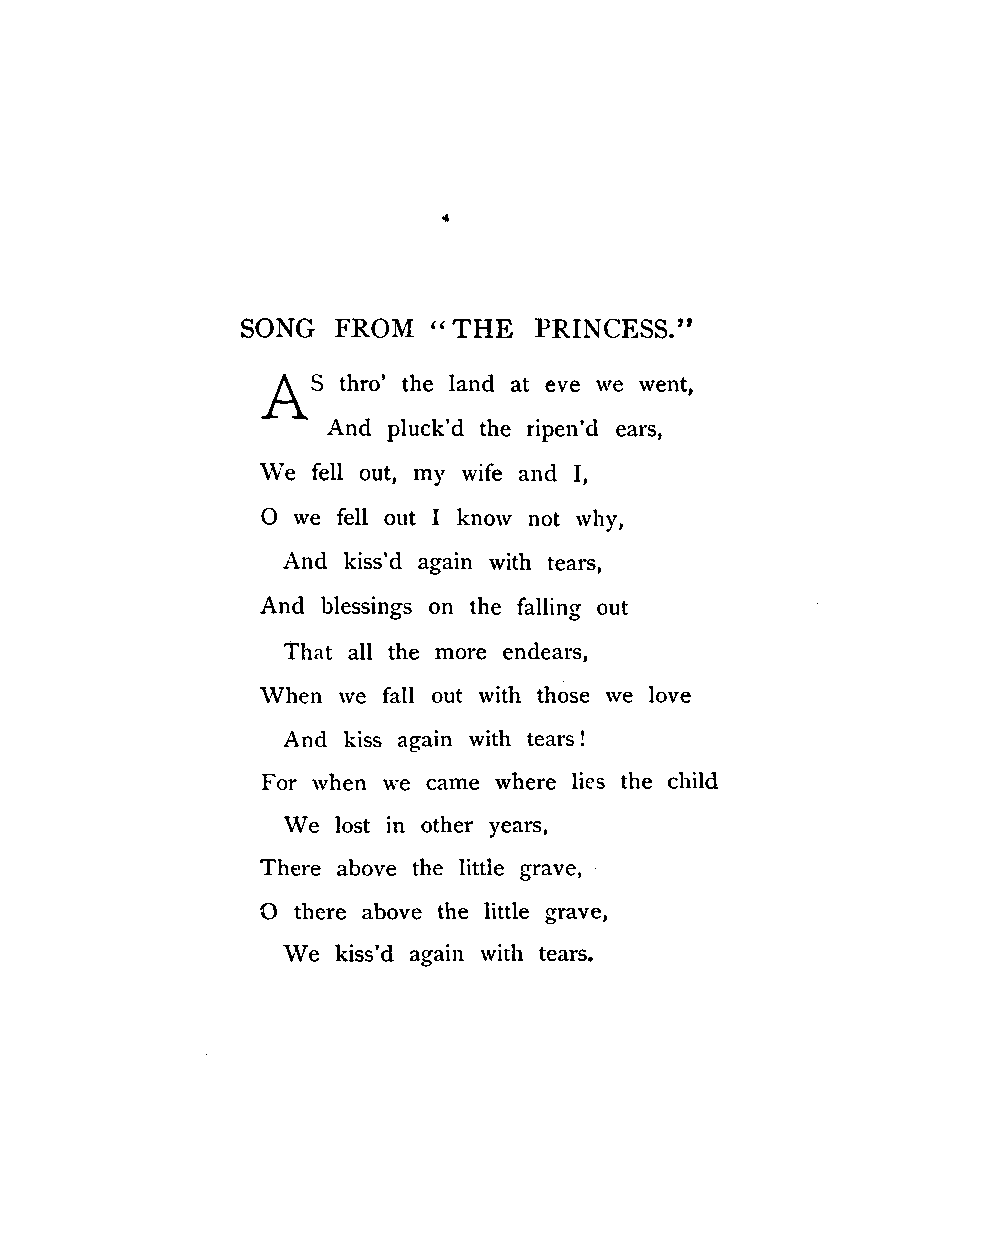 SONG FROM "THE PRINCESS."
AS thro' the land at eve we went,
And pluck'd the ripen'd ears,
We fell out, my wife and I,
O we fell out I know not why,
And kiss'd again with tears,
And blessings on the falling out
That all the more endears,
When we fall out with those we love
And kiss again with tears!
For when we came where lies the child
We lost in other years,
There above the little grave,
O there above the little grave,
We kiss'd again with tears.